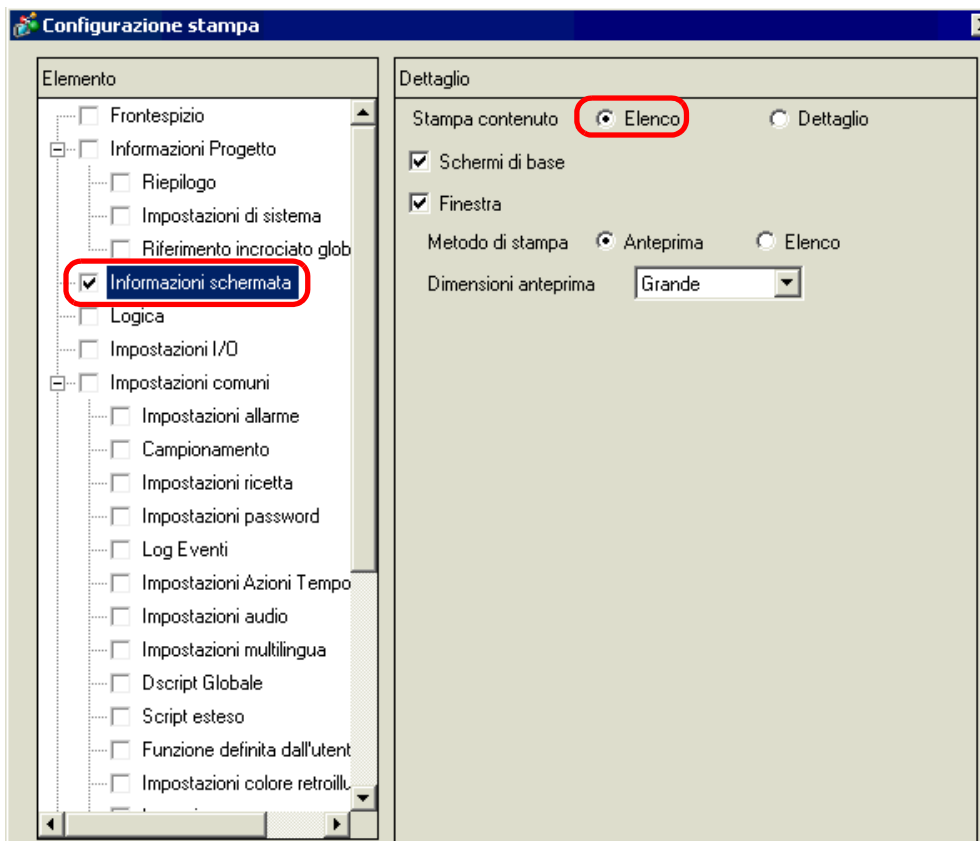 Configurazione stampa
Elemento
Frontespizio
Informazioni Progetto
Riepilogo
Impostazioni di sistema
Riferimento incrociato glob
Informazioni schermata
Logica
Impostazioni I/O
Impostazioni comuni
Impostazioni allarme
Campionamento
Impostazioni ricetta
Impostazioni password
Log Eventi
Impostazioni Azioni Tempo
Impostazioni audio
Impostazioni multilingua
Dscript Globale
Script esteso
Funzione definita dall'utent
Impostazioni colore retroillu
Dettaglio
Stampa contenuto Elenco Dettaglio
Schermi di base
Finestra
Metodo di stampa Anteprima Elenco
Dimensioni anteprima Grande